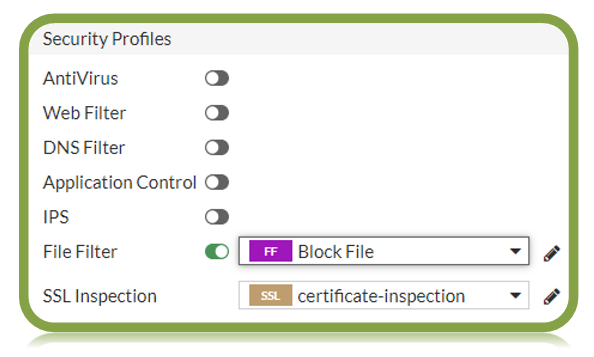 Security Profiles
AntiVirus
Web Filter
DNS Filter
Application Control
IPS
File Filter FF Block File
SSL Inspection SSL certificate-inspection